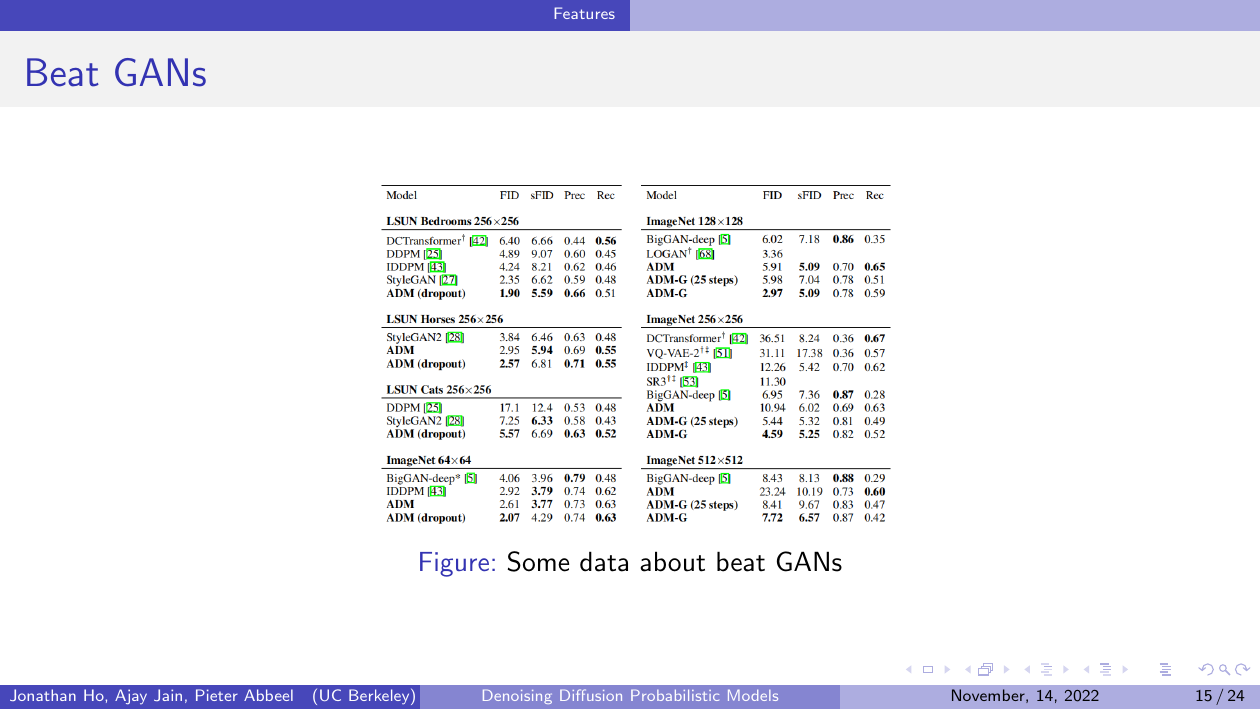 Features
Beat GANs
Model FID sFID Prec Rec
LSUN Bedrooms 256×256
DCTransformer† [42] 6.40 6.66 0.44 0.56
DDPM [25] 4.89 9.07 0.60 0.45
IDDPM [43] 4.24 8.21 0.62 0.46
StyleGAN [27] 2.35 6.62 0.59 0.48
ADM (dropout) 1.90 5.59 0.66 0.51
LSUN Horses 256×256
StyleGAN2 [28] 3.84 6.46 0.63 0.48
ADM 2.95 5.94 0.69 0.55
ADM (dropout) 2.57 6.81 0.71 0.55
LSUN Cats 256×256
DDPM [25] 17.1 12.4 0.53 0.48
StyleGAN2 [28] 7.25 6.33 0.58 0.43
ADM (dropout) 5.57 6.69 0.63 0.52
ImageNet 64×64
BigGAN-deep* [5] 4.06 3.96 0.79 0.48
IDDPM [43] 2.92 3.79 0.74 0.62
ADM 2.61 3.77 0.73 0.63
ADM (dropout) 2.07 4.29 0.74 0.63
Model FID sFID Prec Rec
ImageNet 128×128
BigGAN-deep [5] 6.02 7.18 0.86 0.35
LOGAN† [68] 3.36
ADM 5.91 5.09 0.70 0.65
ADM-G (25 steps) 5.98 7.04 0.78 0.51
ADM-G 2.97 5.09 0.78 0.59
ImageNet 256×256
DCTransformer† [42] 36.51 8.24 0.36 0.67
VQ-VAE-2†‡ [51] 31.11 17.38 0.36 0.57
IDDPM‡ [43] 12.26 5.42 0.70 0.62
SR3†‡ [53] 11.30
BigGAN-deep [5] 6.95 7.36 0.87 0.28
ADM 10.94 6.02 0.69 0.63
ADM-G (25 steps) 5.44 5.32 0.81 0.49
ADM-G 4.59 5.25 0.82 0.52
ImageNet 512×512
BigGAN-deep [5] 8.43 8.13 0.88 0.29
ADM 23.24 10.19 0.73 0.60
ADM-G (25 steps) 8.41 9.67 0.83 0.47
ADM-G 7.72 6.57 0.87 0.42
Figure: Some data about beat GANs
Jonathan Ho, Ajay Jain, Pieter Abbeel (UC Berkeley) Denoising Diffusion Probabilistic Models November, 14, 2022 15 / 24